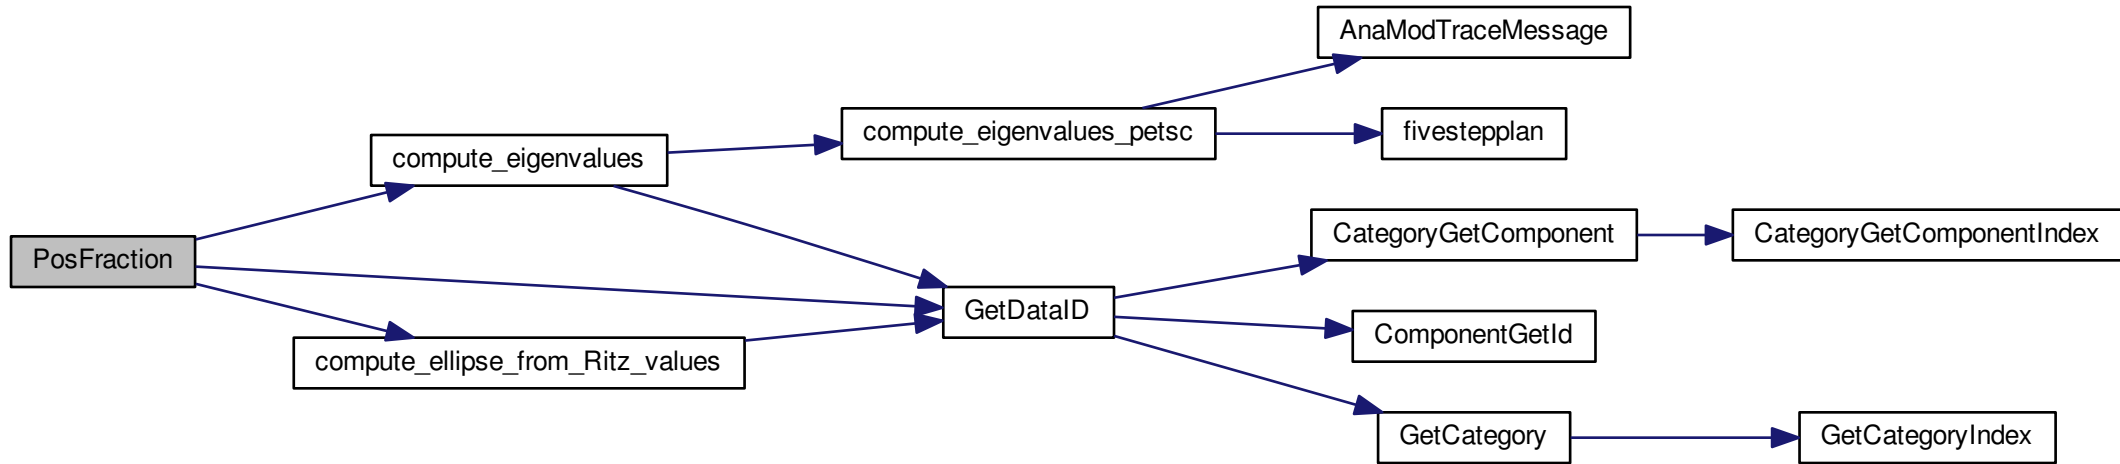 AnaModTraceMessage
compute_eigenvalues_petsc
fivestepplan
compute_eigenvalues
CategoryGetComponent
CategoryGetComponentIndex
PosFraction
GetDataID
ComponentGetId
compute_ellipse_from_Ritz_values
GetCategory
GetCategoryIndex